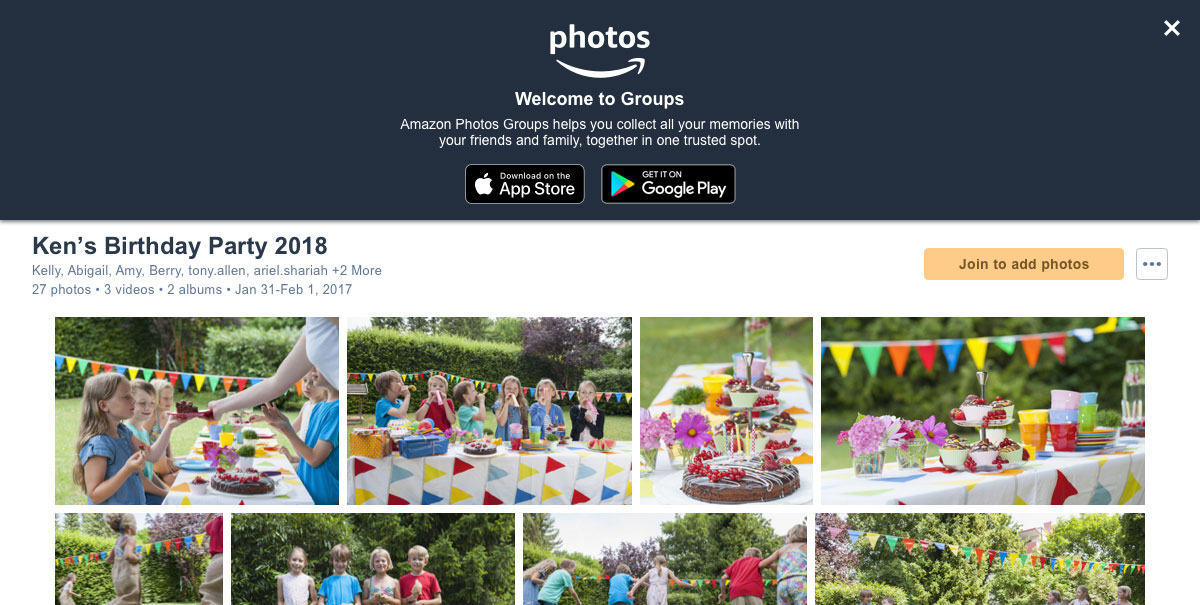 photos
Welcome to Groups
Amazon Photos Groups helps you collect all your memories with
your friends and family, together in one trusted spot.
Download on the
App Store
GET IT ON
Google Play
Ken’s Birthday Party 2018
Kelly, Abigail, Amy, Berry, tony.allen, ariel.shariah +2 More
27 photos • 3 videos • 2 albums • Jan 31-Feb 1, 2017
Join to add photos